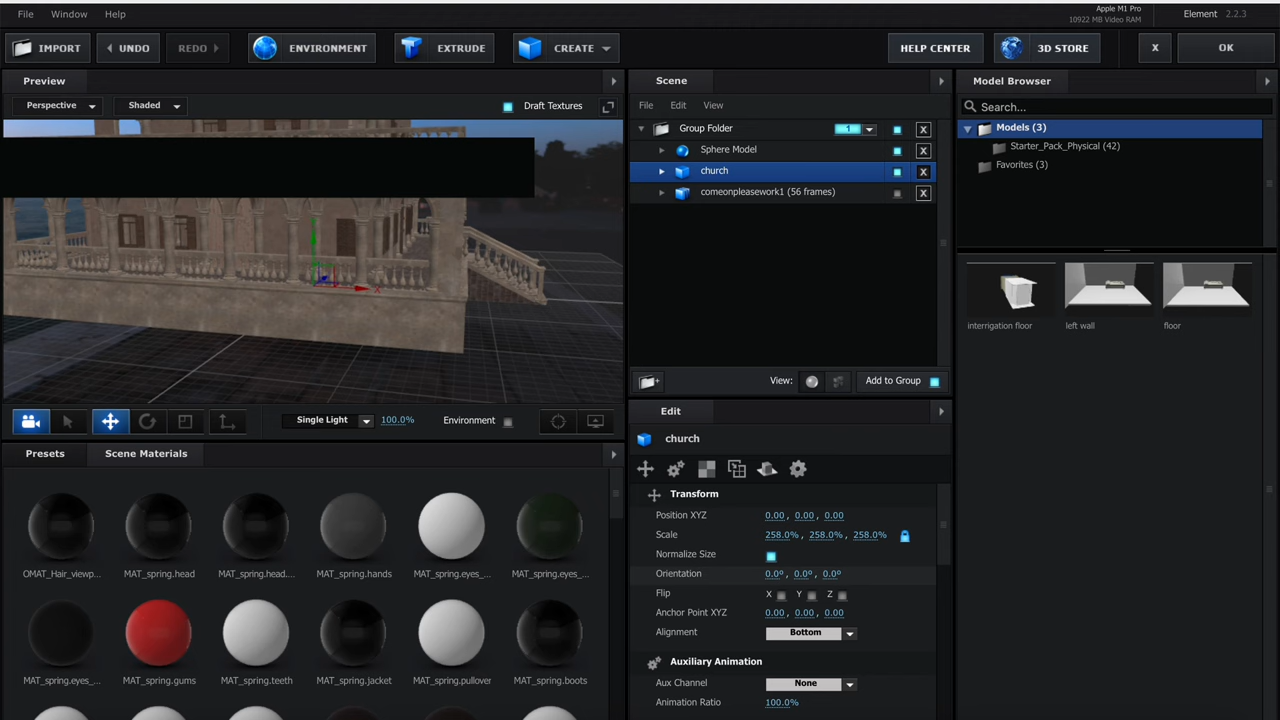 Apple M1 Pro
10922 MB Video RAM
File Window Help
Element 2.2.3
IMPORT UNDO REDO ENVIRONMENT EXTRUDE CREATE HELP CENTER 3D STORE X OK
Preview
Perspective Shaded Draft Textures
X
Single Light 100.0% Environment
Presets Scene Materials
OMAT_Hair_viewp... MAT_spring.head MAT_spring.head.... MAT_spring.hands MAT_spring.eyes_... MAT_spring.eyes_...
MAT_spring.eyes_... MAT_spring.gums MAT_spring.teeth MAT_spring.jacket MAT_spring.pullover MAT_spring.boots
Scene
File Edit View
Group Folder 1 X
Sphere Model X
church X
comeonpleasework1 (56 frames) X
View: Add to Group
Edit
church
Transform
Position XYZ 0.00, 0.00, 0.00
Scale 258.0%, 258.0%, 258.0%
Normalize Size
Orientation 0.0°, 0.0°, 0.0°
Flip X Y Z
Anchor Point XYZ 0.00, 0.00, 0.00
Alignment Bottom
Auxiliary Animation
Aux Channel None
Animation Ratio 100.0%
Model Browser
Search...
Models (3)
Starter_Pack_Physical (42)
Favorites (3)
interrigation floor left wall floor